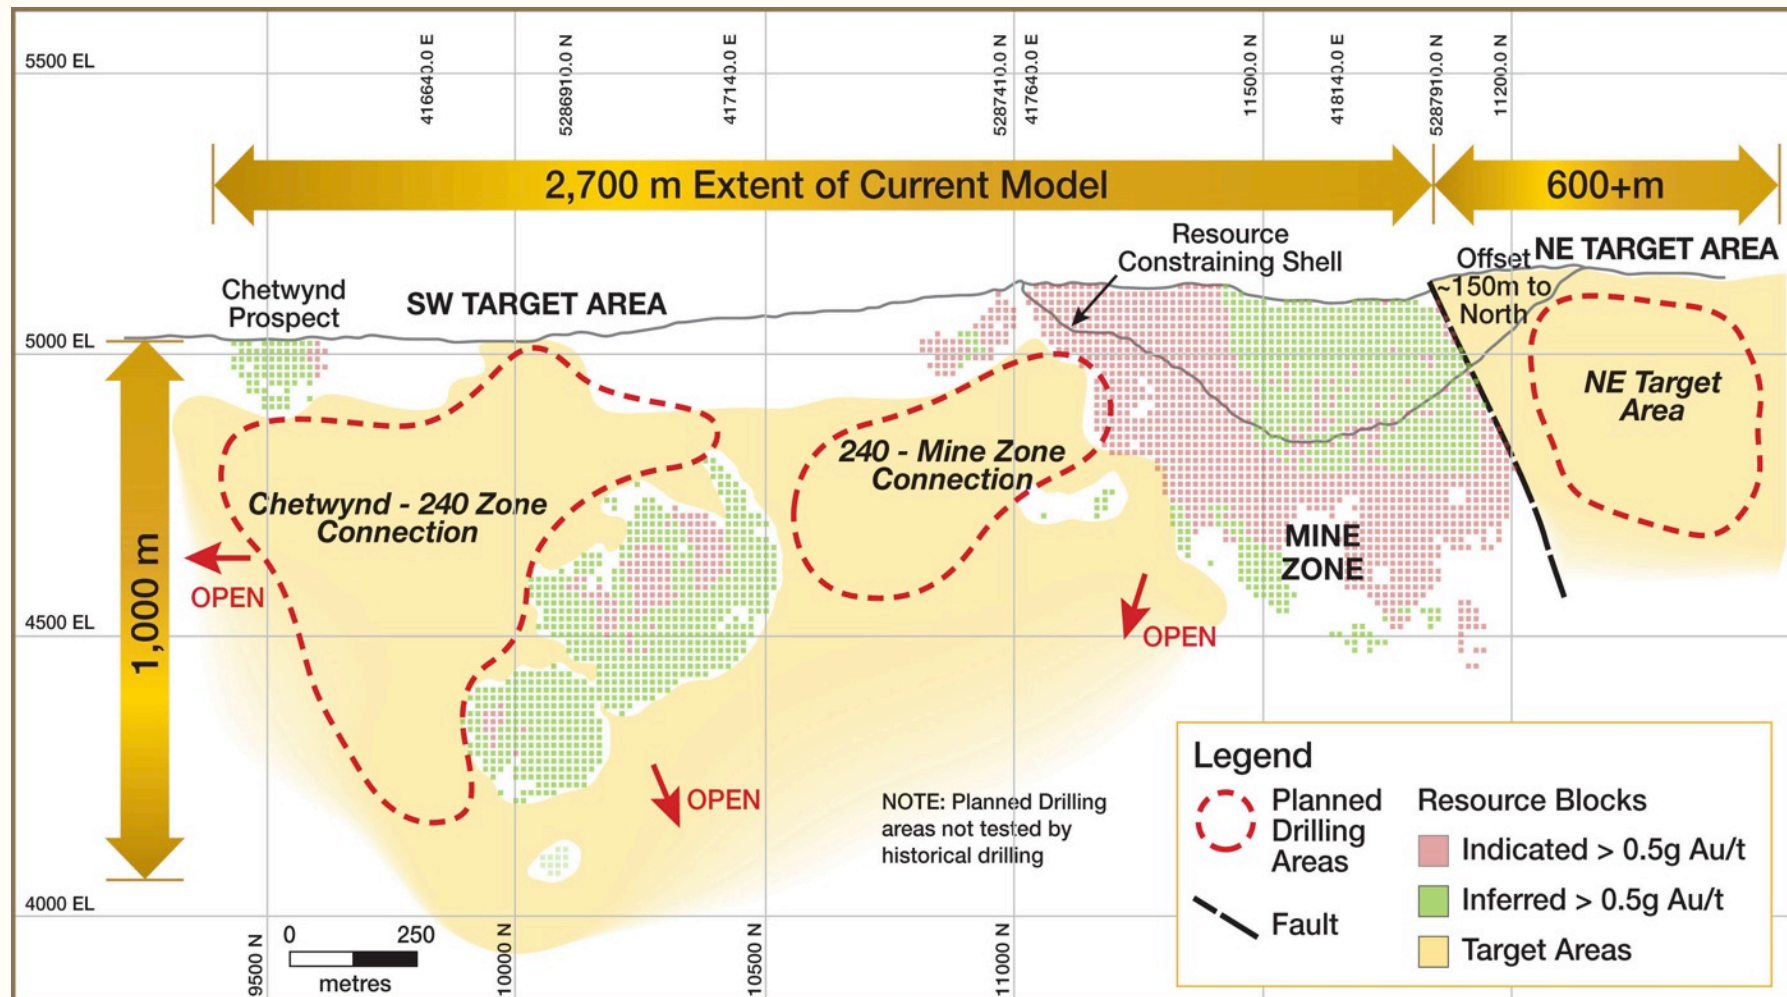 5500 EL
416640.0 E
5286910.0 N
417140.0 E
5287410.0 N
417640.0 E
11500.0 N
418140.0 E
5287910.0 N
11200.0 N
2,700 m Extent of Current Model
600+m
Resource
Constraining Shell
Offset
~150m to
North
NE TARGET AREA
Chetwynd
Prospect
SW TARGET AREA
5000 EL
NE Target
Area
240 - Mine Zone
Connection
Chetwynd - 240 Zone
Connection
MINE
ZONE
OPEN
1,000 m
4500 EL
OPEN
OPEN
NOTE: Planned Drilling
areas not tested by
historical drilling
4000 EL
0 250
metres
9500 N
10000 N
10500 N
11000 N
Legend
Planned
Drilling
Areas
Fault
Resource Blocks
Indicated > 0.5g Au/t
Inferred > 0.5g Au/t
Target Areas